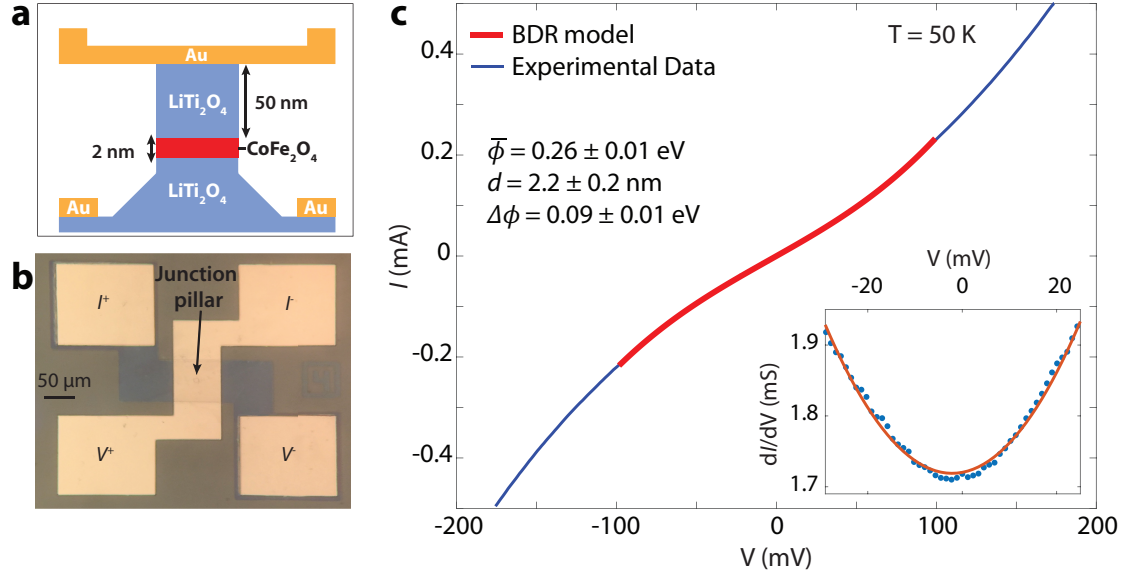 a
Au
LiTi₂O₄
50 nm
2 nm
CoFe₂O₄
LiTi₂O₄
Au
Au
b
Junction
pillar
I⁺
I⁻
50 μm
V⁺
V⁻
c
BDR model
Experimental Data
T = 50 K
ϕ̅ = 0.26 ± 0.01 eV
d = 2.2 ± 0.2 nm
Δϕ = 0.09 ± 0.01 eV
I (mA)
0.4
0.2
0
-0.2
-0.4
-200
-100
0
100
200
V (mV)
V (mV)
-20
0
20
dI/dV (mS)
1.9
1.8
1.7